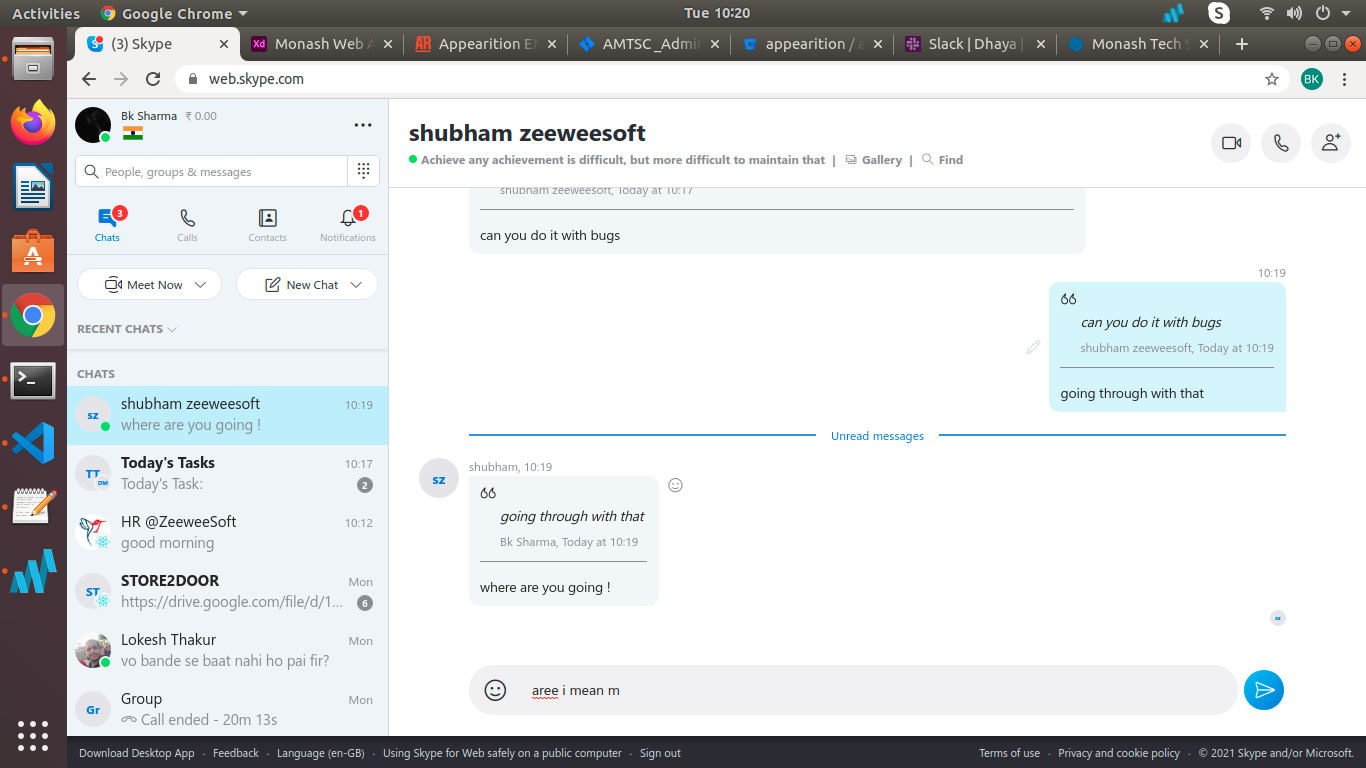 Activities
Google Chrome
Tue 10:20
(3) Skype
Monash Web A
Appearition EM
AMTSC_Admin
appearition / a
Slack | Dhaya |
Monash Tech S
web.skype.com
BK
Bk Sharma ₹ 0.00
People, groups & messages
3
1
Chats
Calls
Contacts
Notifications
Meet Now
New Chat
RECENT CHATS
CHATS
sz
shubham zeeweesoft 10:19
where are you going !
TT
DM
Today's Tasks 10:17
Today's Task: 2
HR @ZeeweeSoft 10:12
good morning
ST
STORE2DOOR Mon
https://drive.google.com/file/d/1... 6
Lokesh Thakur Mon
vo bande se baat nahi ho pai fir?
Gr
Group Mon
Call ended - 20m 13s
shubham zeeweesoft
Achieve any achievement is difficult, but more difficult to maintain that | Gallery | Find
shubham zeeweesoft, Today at 10:17
can you do it with bugs
10:19
can you do it with bugs
shubham zeeweesoft, Today at 10:19
going through with that
Unread messages
sz
shubham, 10:19
going through with that
Bk Sharma, Today at 10:19
where are you going !
sz
aree i mean m
Download Desktop App · Feedback · Language (en-GB) · Using Skype for Web safely on a public computer · Sign out
Terms of use · Privacy and cookie policy · © 2021 Skype and/or Microsoft.